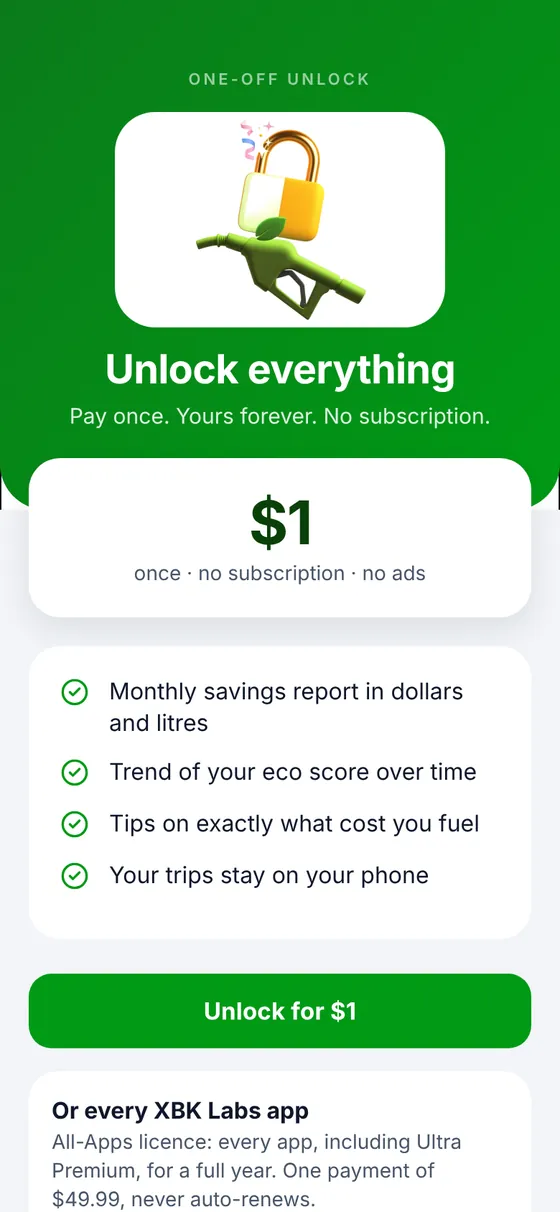 ONE-OFF UNLOCK
Unlock everything
Pay once. Yours forever. No subscription.
$1
once · no subscription · no ads
Monthly savings report in dollars
and litres
Trend of your eco score over time
Tips on exactly what cost you fuel
Your trips stay on your phone
Unlock for $1
Or every XBK Labs app
All-Apps licence: every app, including Ultra
Premium, for a full year. One payment of
$49.99, never auto-renews.